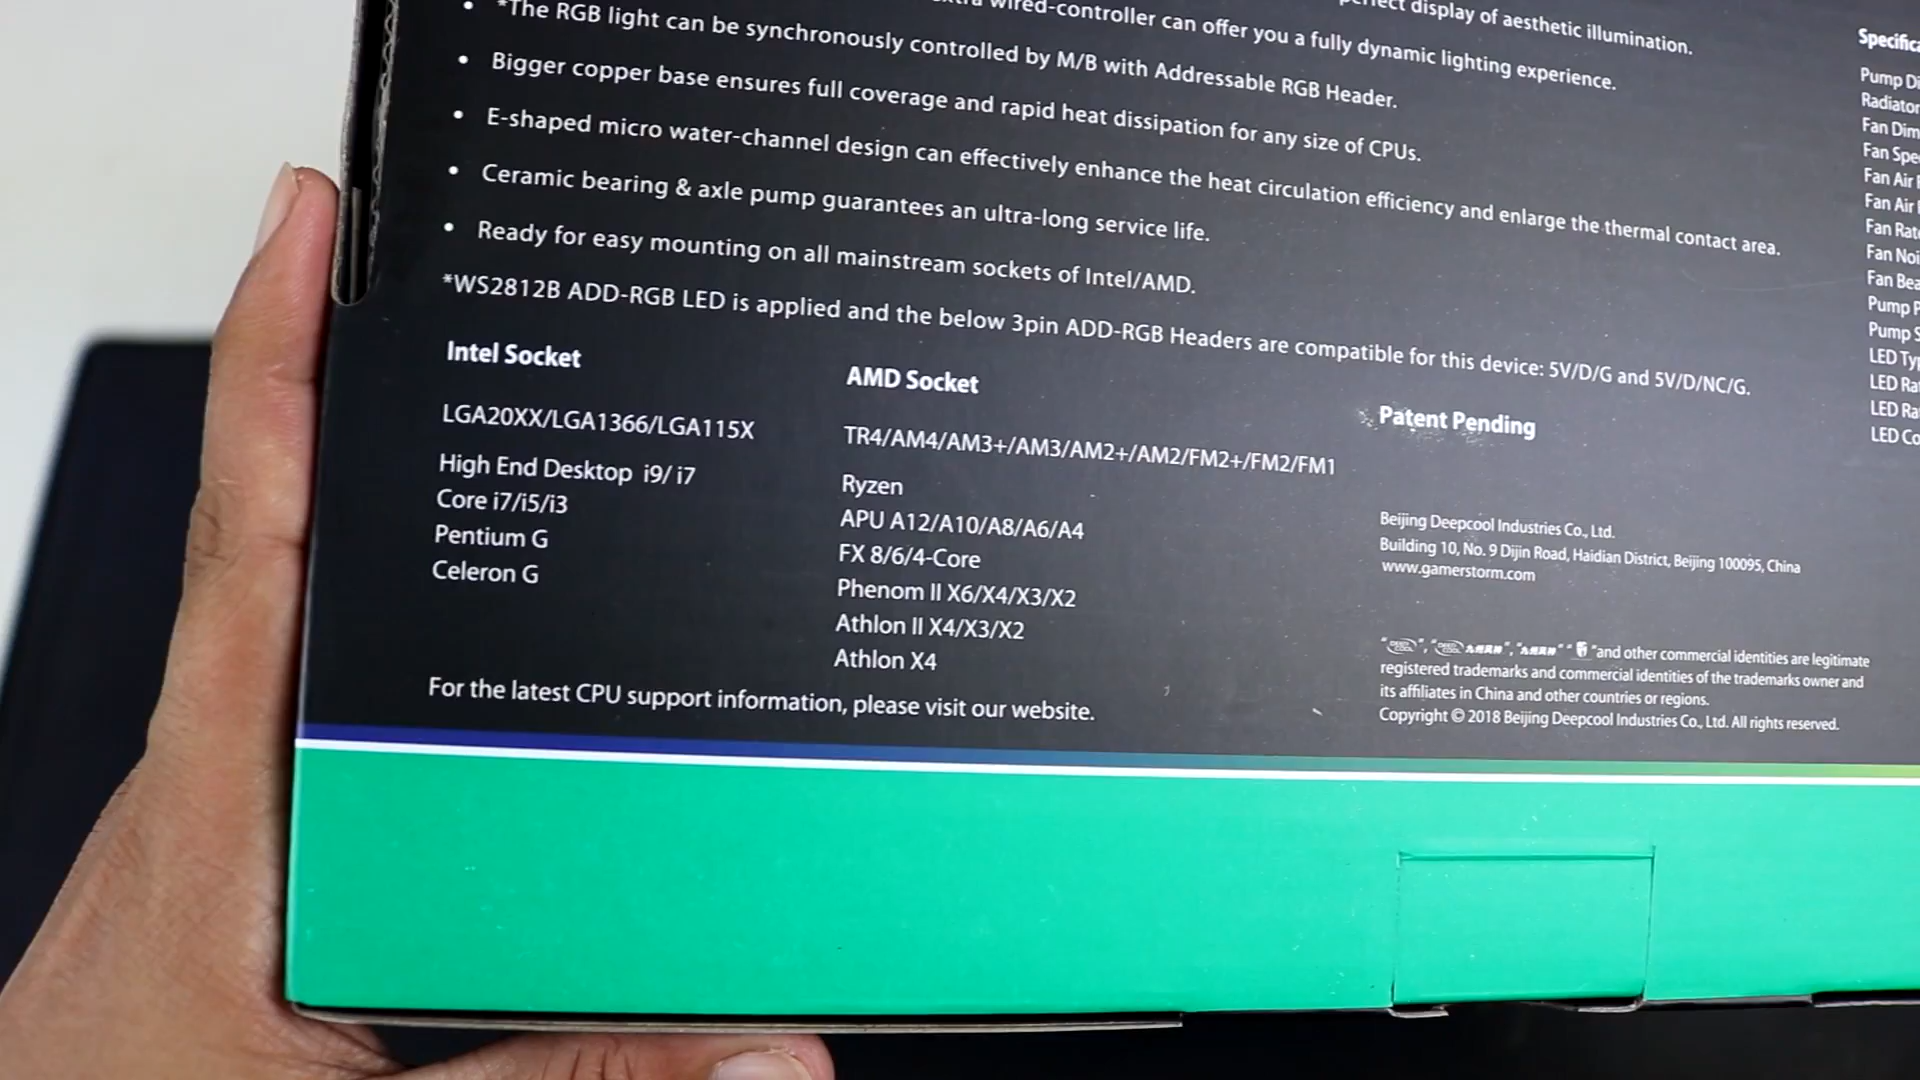 display of aesthetic illumination.
wired-controller can offer you a fully dynamic lighting experience.
• *The RGB light can be synchronously controlled by M/B with Addressable RGB Header.
• Bigger copper base ensures full coverage and rapid heat dissipation for any size of CPUs.
• E-shaped micro water-channel design can effectively enhance the heat circulation efficiency and enlarge the thermal contact area.
• Ceramic bearing & axle pump guarantees an ultra-long service life.
• Ready for easy mounting on all mainstream sockets of Intel/AMD.
*WS2812B ADD-RGB LED is applied and the below 3pin ADD-RGB Headers are compatible for this device: 5V/D/G and 5V/D/NC/G.
Intel Socket
LGA20XX/LGA1366/LGA115X
High End Desktop i9/ i7
Core i7/i5/i3
Pentium G
Celeron G
AMD Socket
TR4/AM4/AM3+/AM3/AM2+/AM2/FM2+/FM2/FM1
Ryzen
APU A12/A10/A8/A6/A4
FX 8/6/4-Core
Phenom II X6/X4/X3/X2
Athlon II X4/X3/X2
Athlon X4
For the latest CPU support information, please visit our website.
Patent Pending
Beijing Deepcool Industries Co., Ltd.
Building 10, No. 9 Dijin Road, Haidian District, Beijing 100095, China
www.gamerstorm.com
"and other commercial identities are legitimate
registered trademarks and commercial identities of the trademarks owner and
its affiliates in China and other countries or regions.
Copyright © 2018 Beijing Deepcool Industries Co., Ltd. All rights reserved.
Specifica
Pump Di
Radiator
Fan Dim
Fan Spe
Fan Air
Fan Air
Fan Rat
Fan Noi
Fan Bea
Pump P
Pump S
LED Ty
LED Ra
LED Ra
LED Co